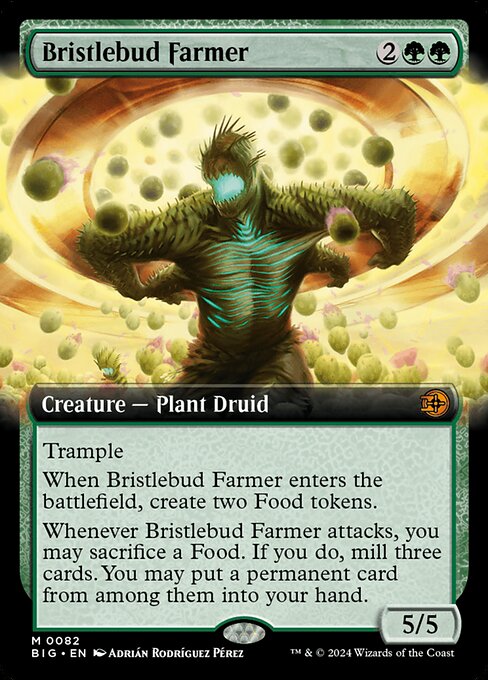 Bristlebud Farmer 2
Creature — Plant Druid
Trample
When Bristlebud Farmer enters the
battlefield, create two Food tokens.
Whenever Bristlebud Farmer attacks, you
may sacrifice a Food. If you do, mill three
cards. You may put a permanent card
from among them into your hand.
5/5
M 0082
BIG • EN Adrián Rodríguez Pérez ™ & © 2024 Wizards of the Coast